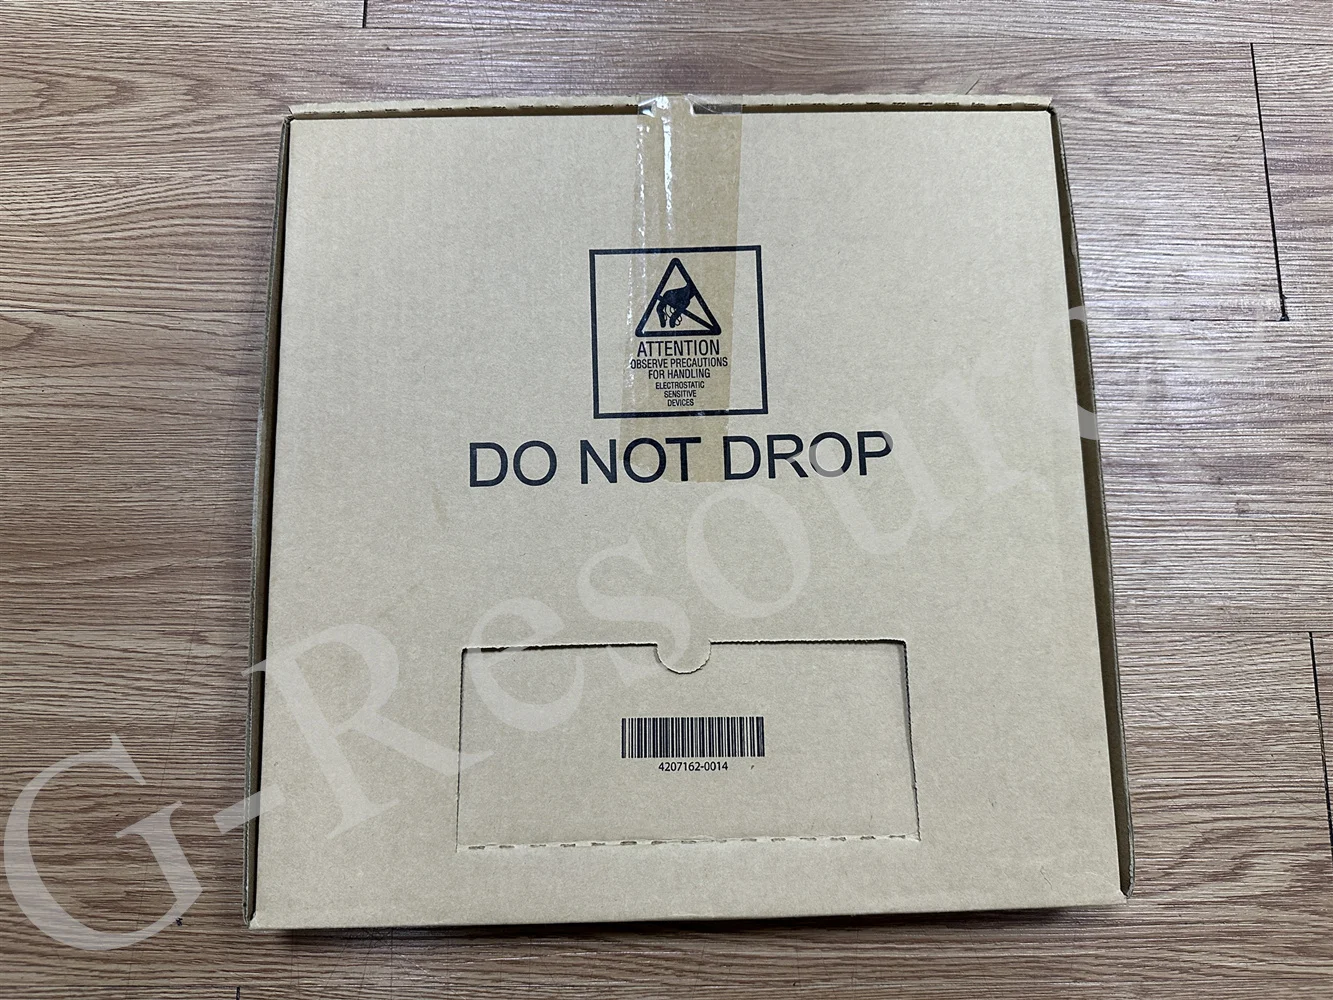 ATTENTION
OBSERVE PRECAUTIONS
FOR HANDLING
ELECTROSTATIC
SENSITIVE
DEVICES
DO NOT DROP
4207162-0014
G-Resource